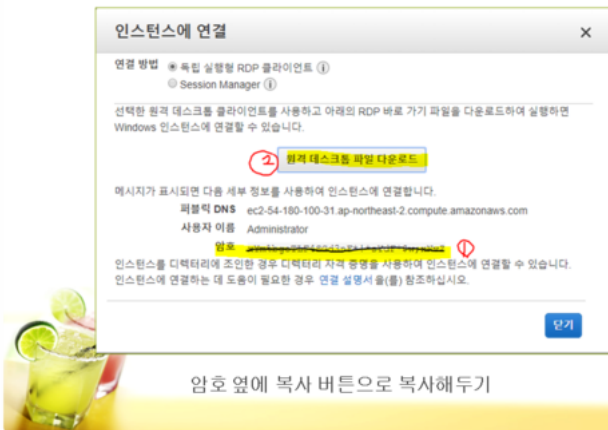 인스턴스에 연결
×
연결 방법 독립 실행형 RDP 클라이언트 i
Session Manager i
선택한 원격 데스크톱 클라이언트를 사용하고 아래의 RDP 바로 가기 파일을 다운로드하여 실행하면
Windows 인스턴스에 연결할 수 있습니다.
② 원격 데스크톱 파일 다운로드
메시지가 표시되면 다음 세부 정보를 사용하여 인스턴스에 연결합니다.
퍼블릭 DNS ec2-54-180-100-31.ap-northeast-2.compute.amazonaws.com
사용자 이름 Administrator
암호 ①
인스턴스를 디렉터리에 조인한 경우 디렉터리 자격 증명을 사용하여 인스턴스에 연결할 수 있습니다.
인스턴스에 연결하는 데 도움이 필요한 경우 연결 설명서을(를) 참조하십시오.
닫기
암호 옆에 복사 버튼으로 복사해두기